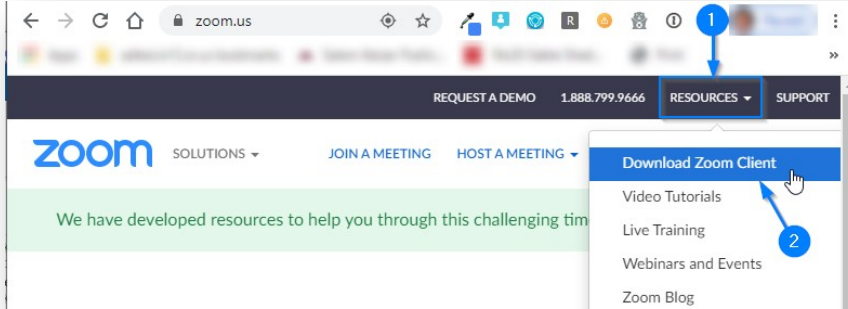 zoom.us
R
1
REQUEST A DEMO 1.888.799.9666 RESOURCES SUPPORT
zoom SOLUTIONS JOIN A MEETING HOST A MEETING
Download Zoom Client
Video Tutorials
We have developed resources to help you through this challenging tim
Live Training
2
Webinars and Events
Zoom Blog